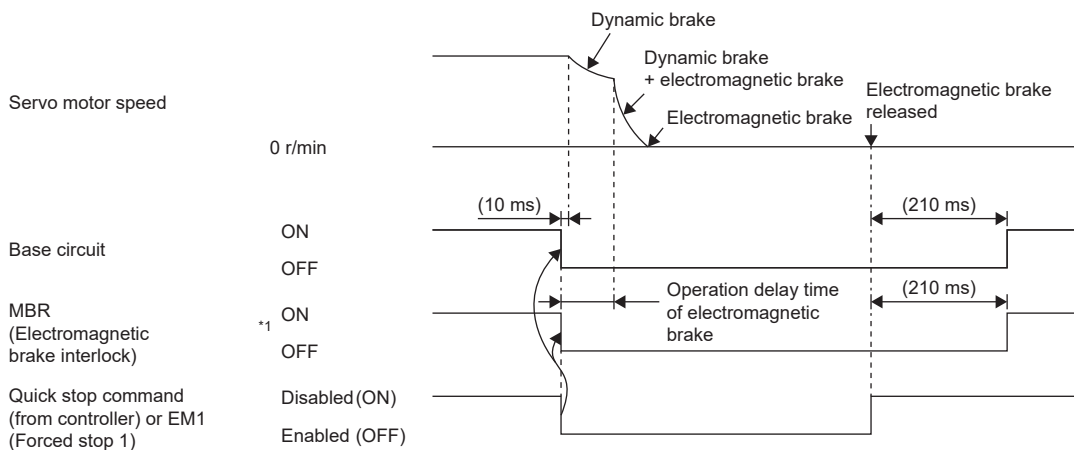 Dynamic brake
Dynamic brake
+ electromagnetic brake
Servo motor speed
Electromagnetic brake
Electromagnetic brake
released
0 r/min
(10 ms)
(210 ms)
Base circuit
ON
OFF
MBR
(Electromagnetic
brake interlock)
*1
ON
OFF
Operation delay time
of electromagnetic
brake
(210 ms)
Quick stop command
(from controller) or EM1
(Forced stop 1)
Disabled (ON)
Enabled (OFF)